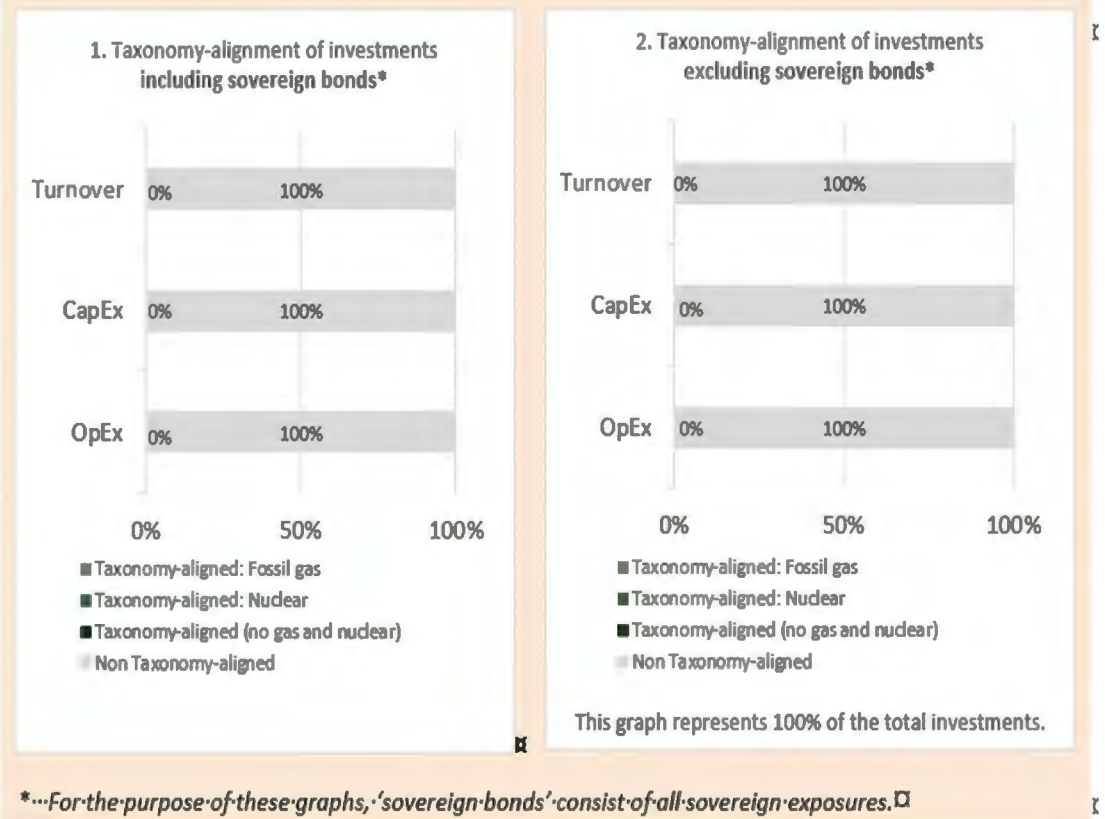 1. Taxonomy-alignment of investments
including sovereign bonds*
Turnover 0% 100%
CapEx 0% 100%
OpEx 0% 100%
0% 50% 100%
Taxonomy-aligned: Fossil gas
Taxonomy-aligned: Nuclear
Taxonomy-aligned (no gas and nuclear)
Non Taxonomy-aligned
¤
2. Taxonomy-alignment of investments
excluding sovereign bonds*
Turnover 0% 100%
CapEx 0% 100%
OpEx 0% 100%
0% 50% 100%
Taxonomy-aligned: Fossil gas
Taxonomy-aligned: Nuclear
Taxonomy-aligned (no gas and nuclear)
Non Taxonomy-aligned
This graph represents 100% of the total investments.
¤
*···For·the·purpose·of·these·graphs,·‘sovereign·bonds’·consist·of·all·sovereign·exposures.¤
¤